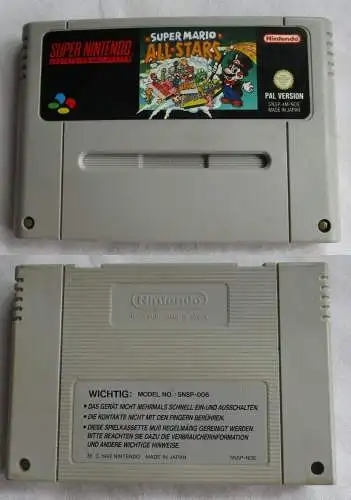 SUPER NINTENDO
ENTERTAINMENT SYSTEM
SUPER MARIO
ALL-STARS
Nintendo
PAL VERSION
SNSP-4M-NOE
MADE IN JAPAN
Nintendo
WICHTIG: MODEL NO.: SNSP-006
• DAS GERÄT NICHT MEHRMALS SCHNELL EIN-UND AUSSCHALTEN.
• DIE KONTAKTE NICHT MIT DEN FINGERN BERÜHREN.
• DIESE SPIELKASSETTE MUß REGELMÄßIG GEREINIGT WERDEN.
BITTE BEACHTEN SIE DAZU DIE VERBRAUCHERINFORMATION
UND ANDERE WICHTIGE HINWEISE.
© 1992 NINTENDO MADE IN JAPAN SNSP-NOE